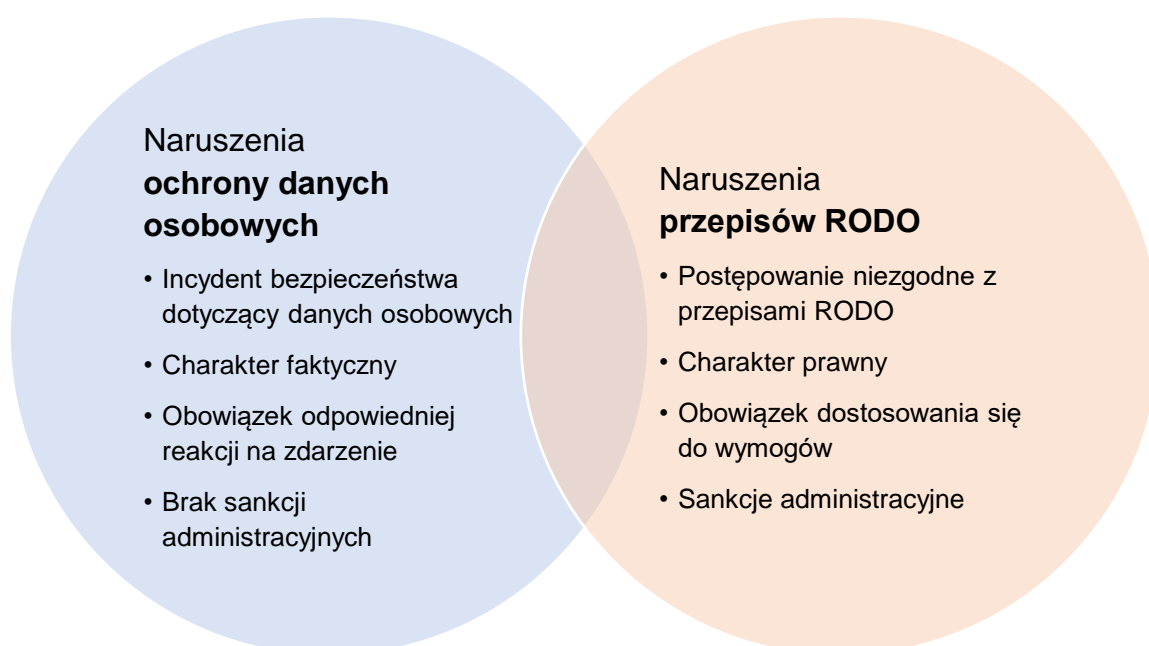 Naruszenia
ochrony danych
osobowych
• Incydent bezpieczeństwa
dotyczący danych osobowych
• Charakter faktyczny
• Obowiązek odpowiedniej
reakcji na zdarzenie
• Brak sankcji
administracyjnych
Naruszenia
przepisów RODO
• Postępowanie niezgodne z
przepisami RODO
• Charakter prawny
• Obowiązek dostosowania się
do wymogów
• Sankcje administracyjne